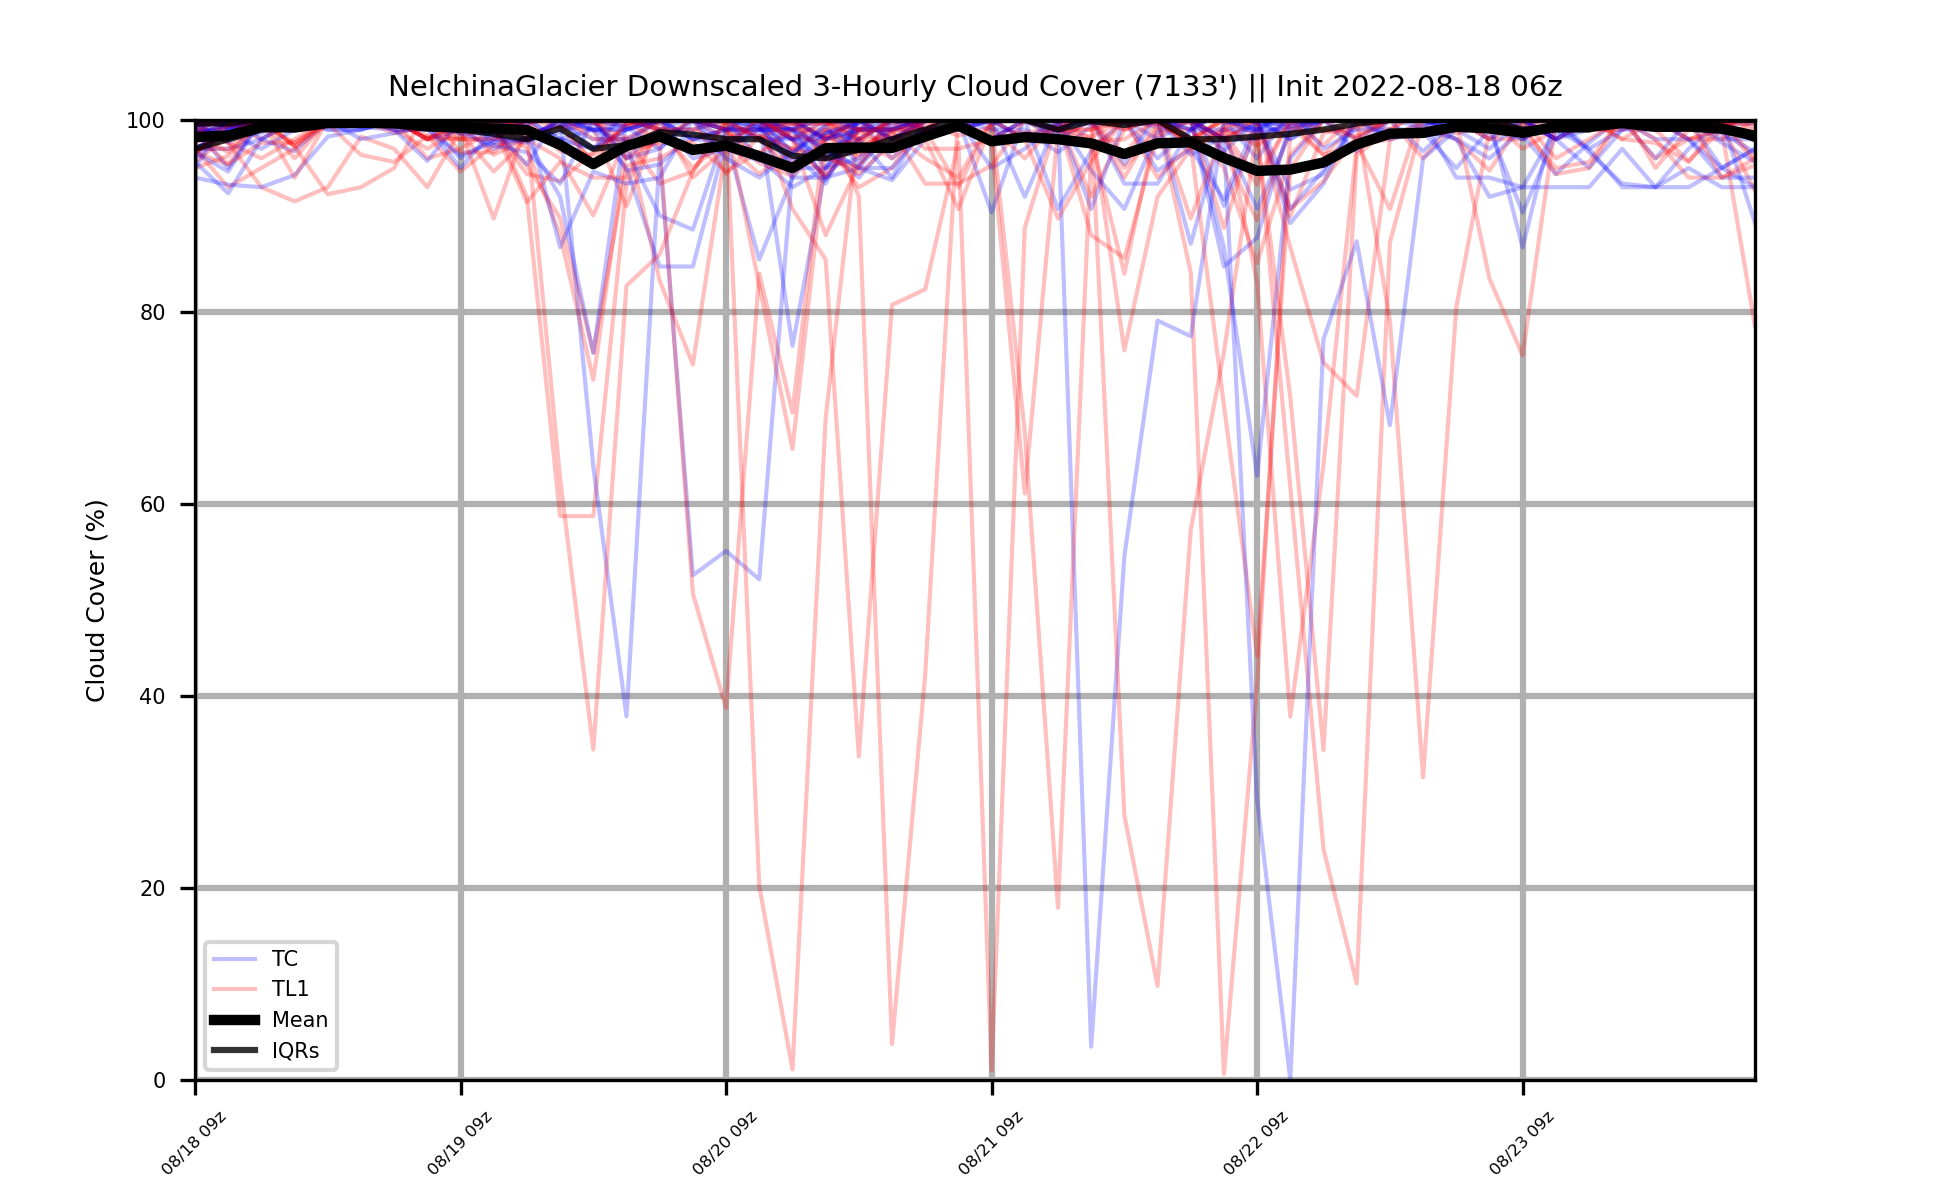 NelchinaGlacier Downscaled 3-Hourly Cloud Cover (7133') || Init 2022-08-18 06z
Cloud Cover (%)
100
80
60
40
20
0
TC
TL1
Mean
IQRs
08/18 09z
08/19 09z
08/20 09z
08/21 09z
08/22 09z
08/23 09z